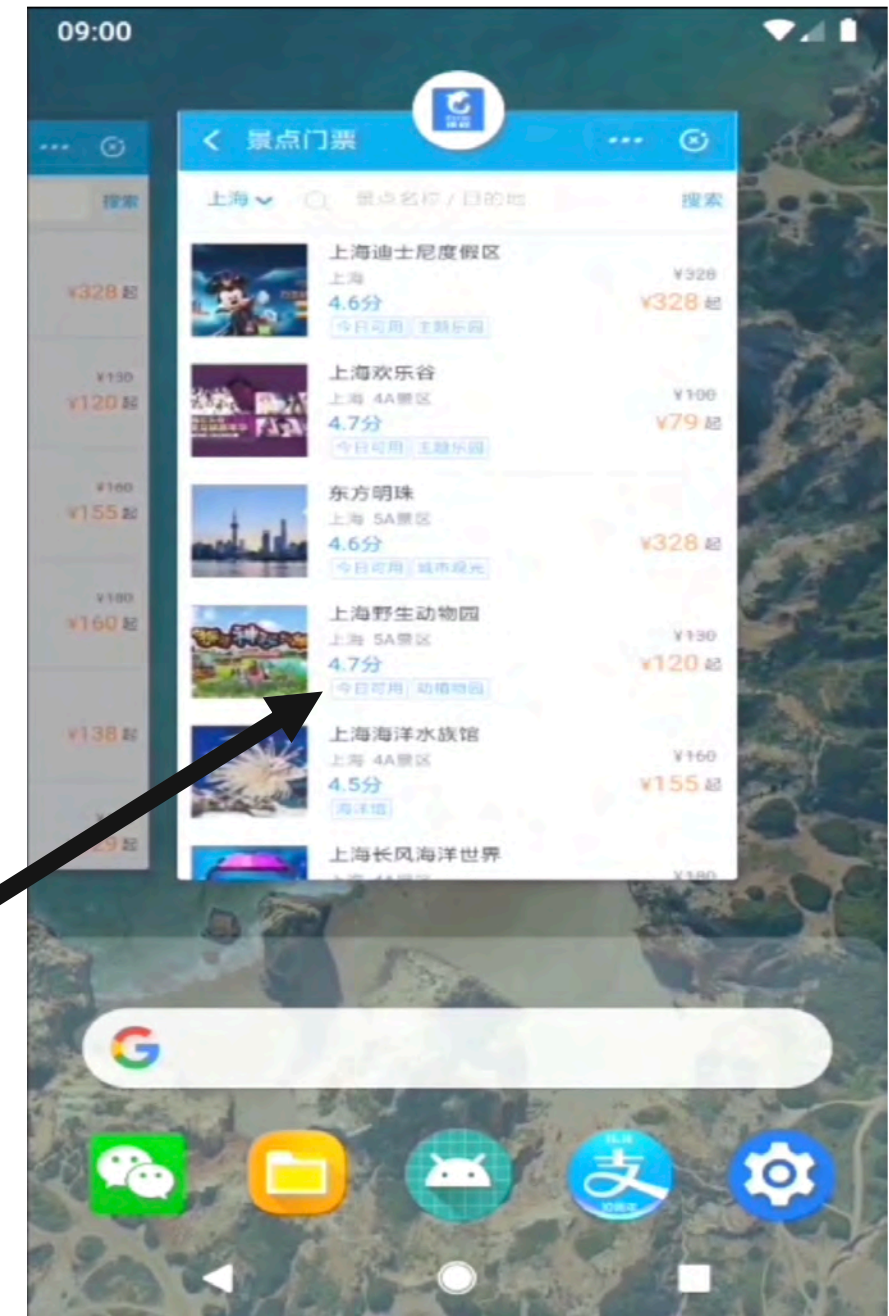 09:00
搜索
¥328起
¥130
¥120起
¥160
¥155起
¥180
¥160起
¥138起
9起
景点门票
上海
景点名称 / 目的地
搜索
上海迪士尼度假区
上海
¥328
4.6分
¥328起
今日可用 主题乐园
上海欢乐谷
上海 4A景区
¥100
4.7分
¥79起
今日可用 主题乐园
东方明珠
上海 5A景区
4.6分
¥328起
今日可用 城市观光
上海野生动物园
上海 5A景区
¥130
4.7分
¥120起
今日可用 动植物园
上海海洋水族馆
上海 4A景区
¥160
4.5分
¥155起
海洋馆
上海长风海洋世界
¥180
G
支